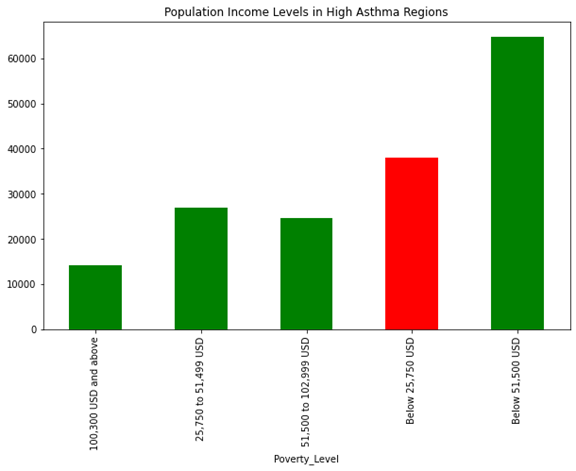 Population Income Levels in High Asthma Regions
60000
50000
40000
30000
20000
10000
0
100,300 USD and above
25,750 to 51,499 USD
51,500 to 102,999 USD
Below 25,750 USD
Below 51,500 USD
Poverty_Level